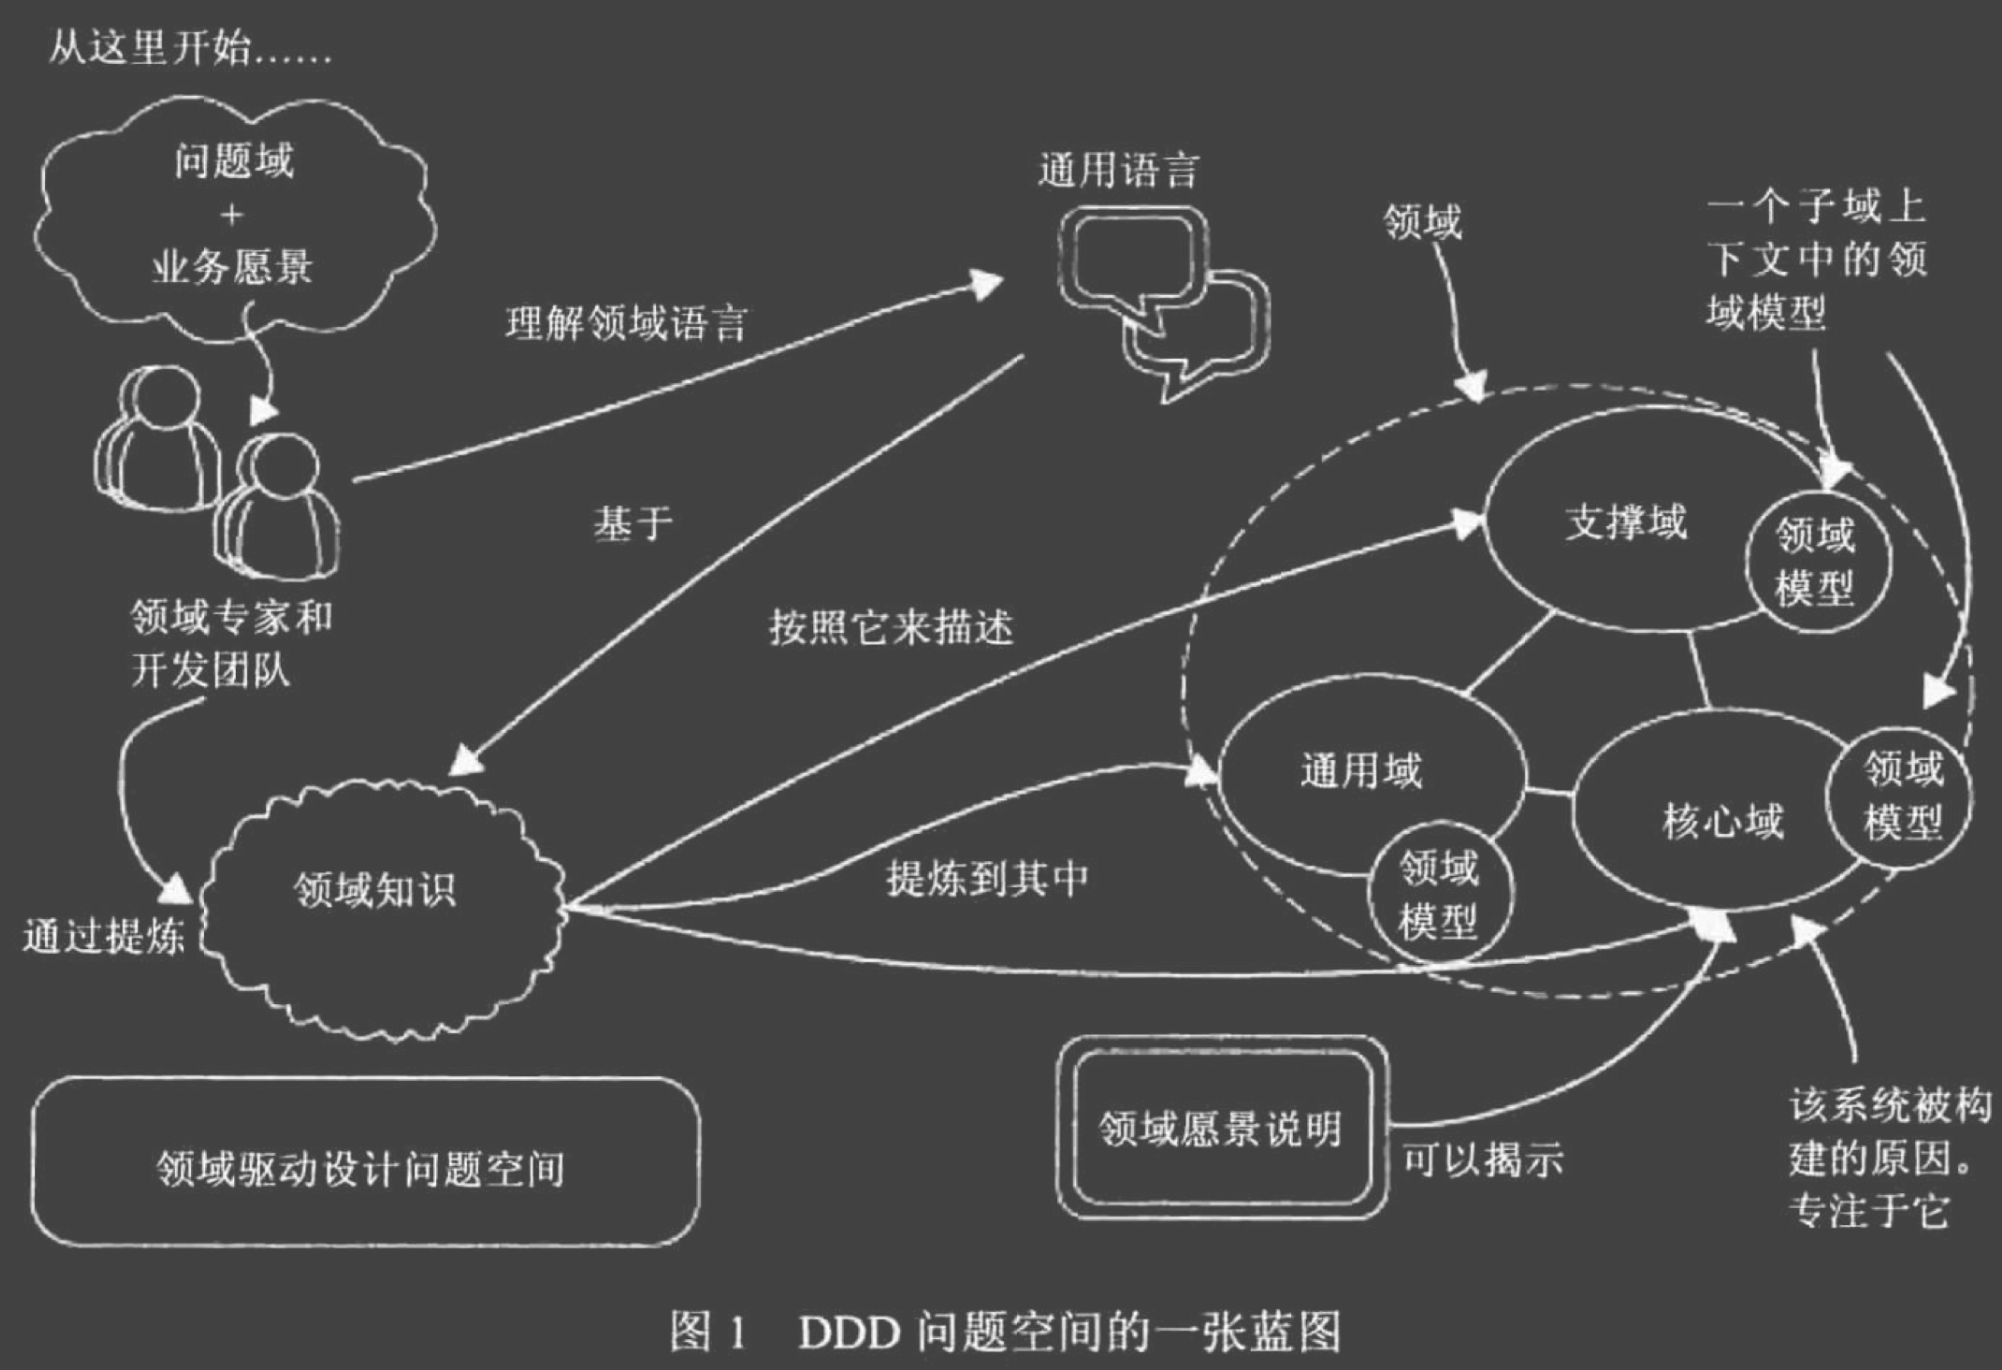 从这里开始……
问题域
+
业务愿景
通用语言
领域
一个子域上
下文中的领
域模型
理解领域语言
基于
支撑域
领域
模型
领域专家和
开发团队
按照它来描述
通用域
领域
模型
核心域
领域
模型
领域知识
提炼到其中
通过提炼
领域驱动设计问题空间
领域愿景说明
可以揭示
该系统被构
建的原因。
专注于它
图 1 DDD 问题空间的一张蓝图